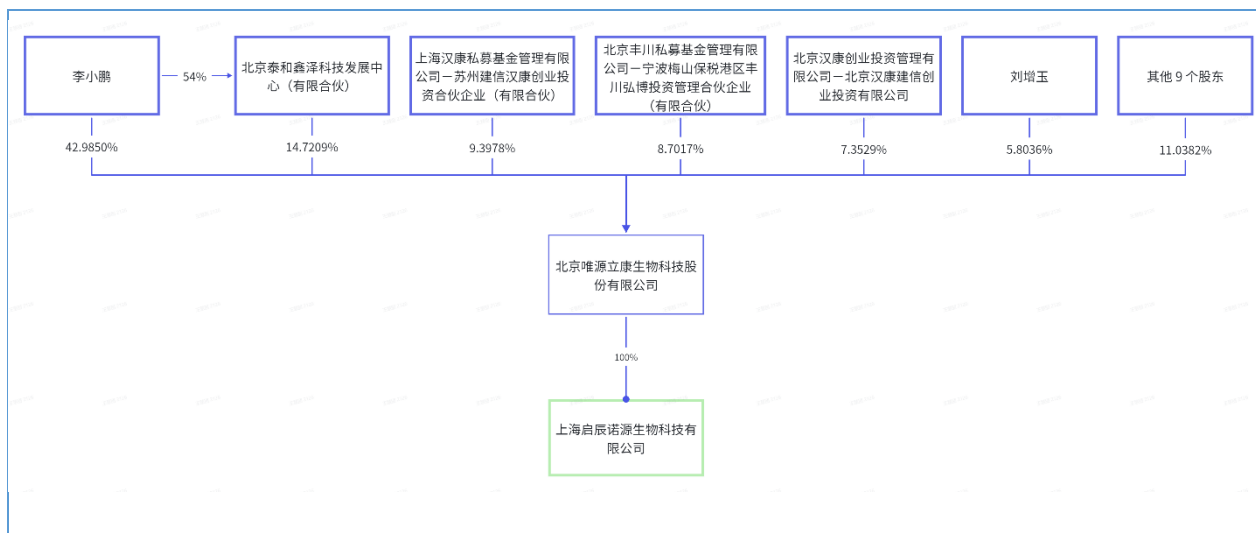 李小鹏
54%
北京泰和鑫泽科技发展中
心（有限合伙）
上海汉康私募基金管理有限
公司－苏州建信汉康创业投
资合伙企业（有限合伙）
北京丰川私募基金管理有限
公司－宁波梅山保税港区丰
川弘博投资管理合伙企业
（有限合伙）
北京汉康创业投资管理有
限公司－北京汉康建信创
业投资有限公司
刘增玉
其他 9 个股东
42.9850%
14.7209%
9.3978%
8.7017%
7.3529%
5.8036%
11.0382%
北京唯源立康生物科技股
份有限公司
100%
上海启辰诺源生物科技有
限公司